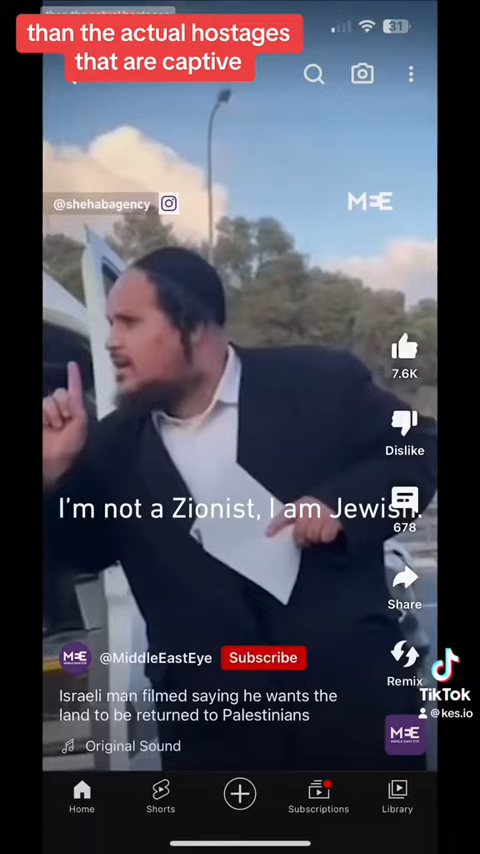 than the actual hostages
that are captive
31
@shehabagency
MEE
7.6K
Dislike
I'm not a Zionist, I am Jewish.
678
Share
MEE
@MiddleEastEye
Subscribe
Remix
TikTok
@kes.io
Israeli man filmed saying he wants the
land to be returned to Palestinians
MEE
Original Sound
Home
Shorts
Subscriptions
Library